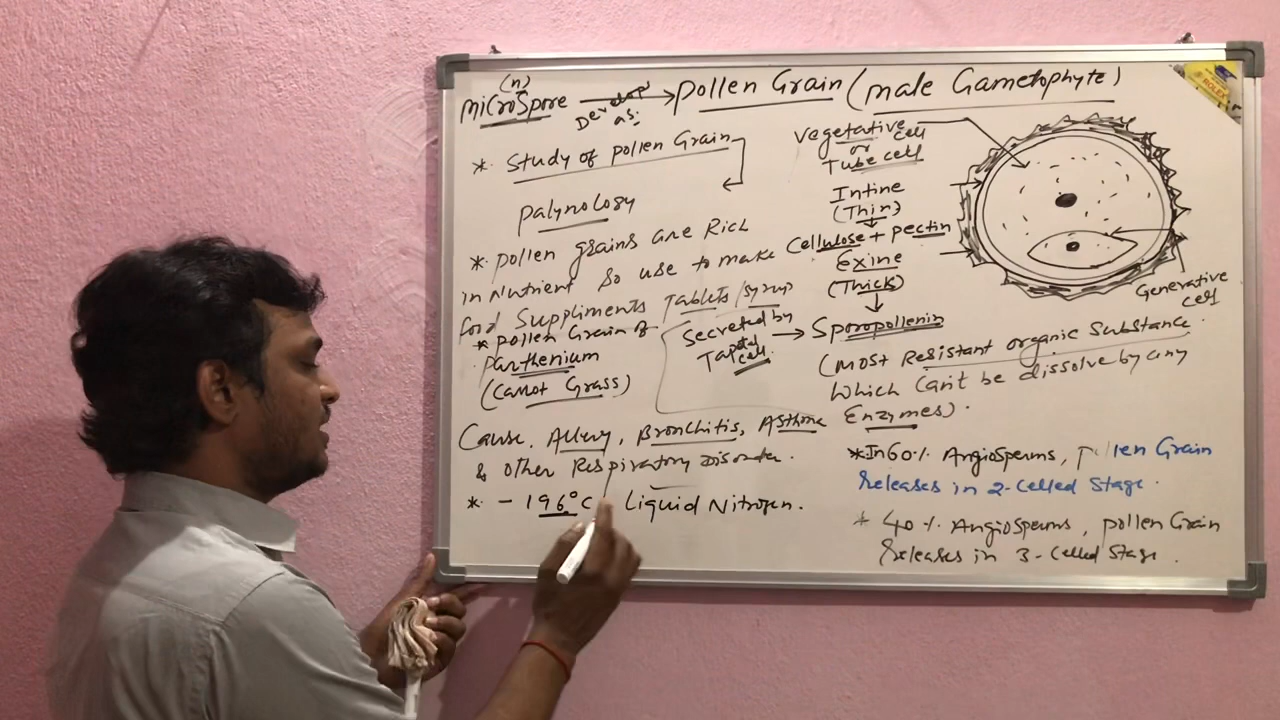 (n)
Microspore Develop as: Pollen Grain (male Gametophyte)
* Study of pollen Grain
palynology
* pollen grains are Rich
in Nutrient so use to make
food Suppliments Tablets/Syrup
* pollen Grain of
Parthenium
(Carrot Grass)
Cause Allergy, Bronchitis, Asthma
& other Respiratory Disorder.
* - 196°c Liquid Nitrogen.
Vegetative cell
or
Tube cell
Intine
(Thin)
Cellulose + pectin
Exine
(Thick)
Secreted by
Tapetal
cell
Sporopollenin
(most Resistant organic Substance
Which Can't be dissolve by any
Enzymes).
Generative
cell
* In 60% Angiosperms, pollen Grain
Releases in 2-Celled Stage.
* 40% Angiosperms, pollen Grain
Releases in 3-Celled Stage.
ROLEX